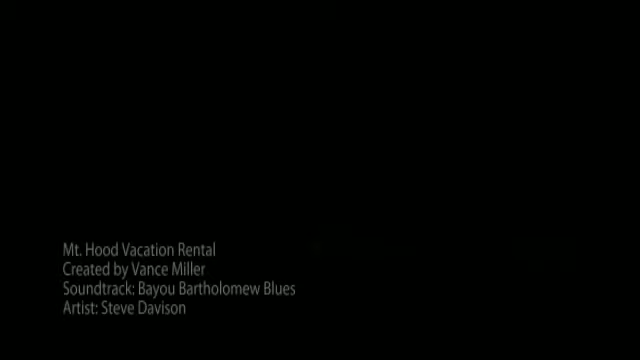 Mt. Hood Vacation Rental
Created by Vance Miller
Soundtrack: Bayou Bartholomew Blues
Artist: Steve Davison